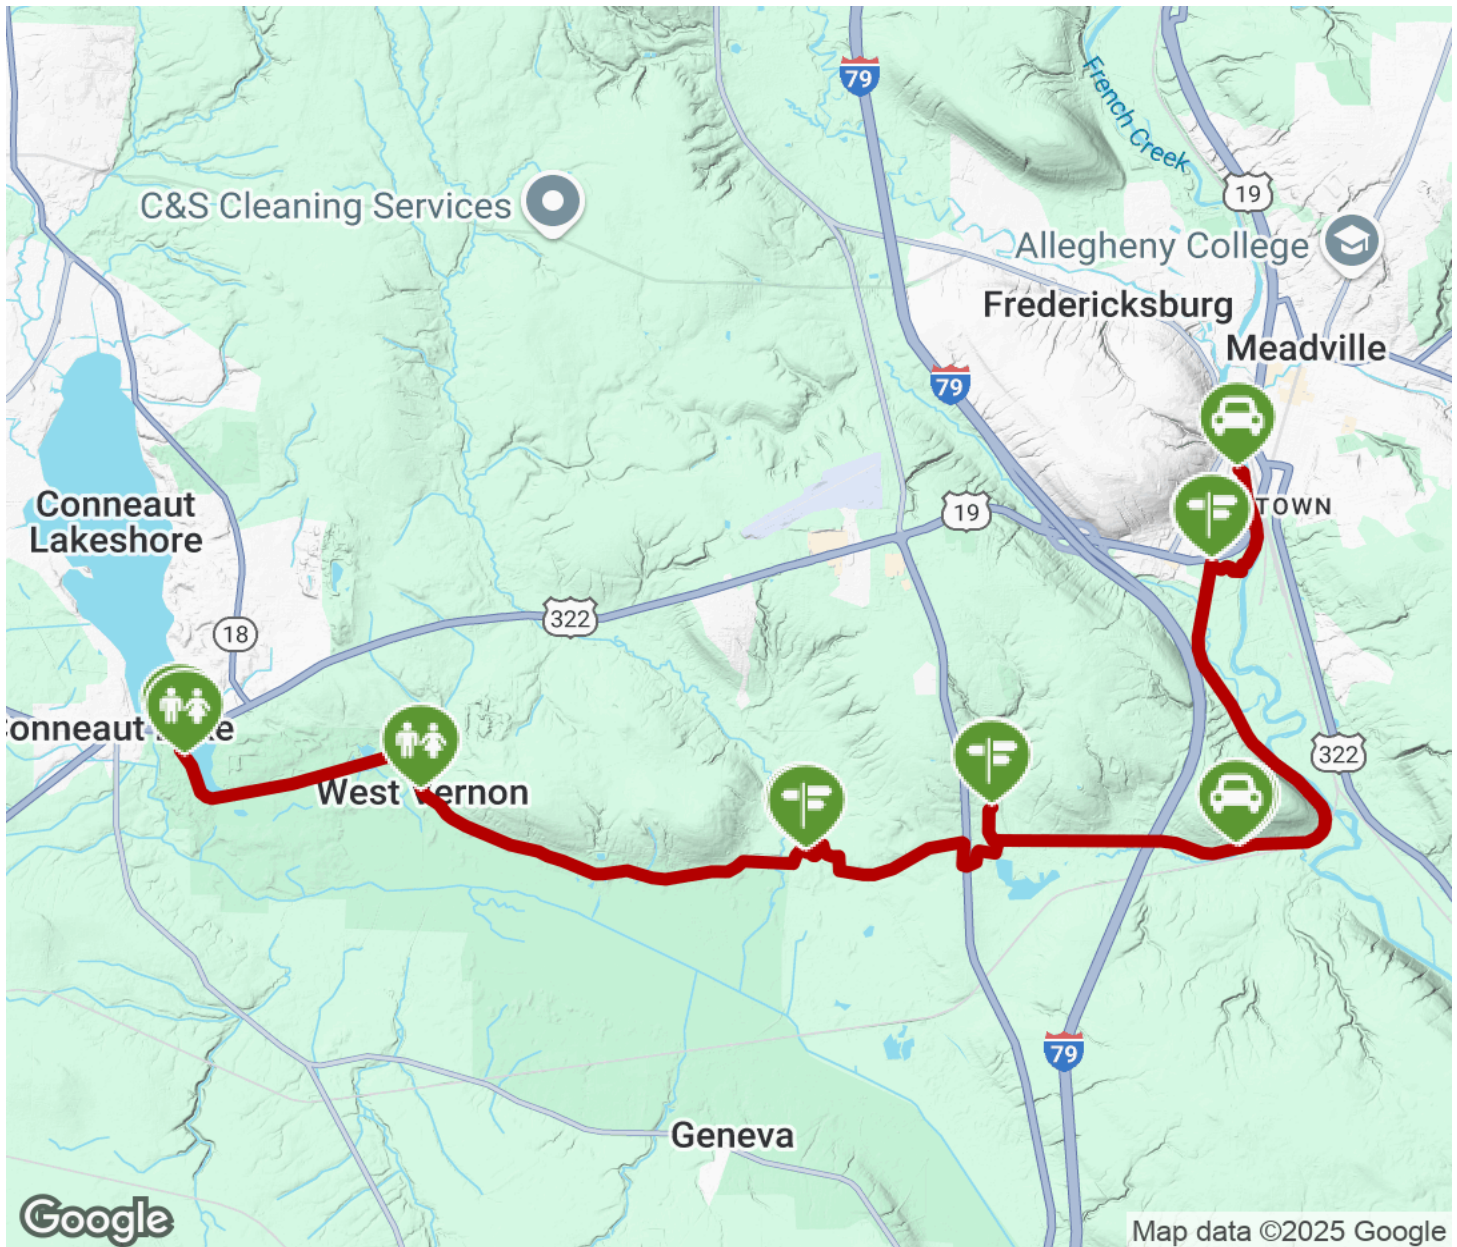 79
French Creek
19
C&S Cleaning Services
Allegheny College
Fredericksburg
Meadville
79
Conneaut
Lakeshore
19
TOWN
322
18
322
West Vernon
Geneva
79
Google
Map data ©2025 Google